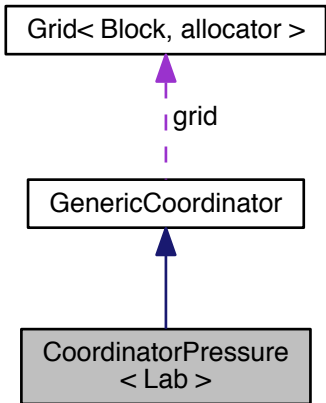 Grid< Block, allocator >
grid
GenericCoordinator
CoordinatorPressure
< Lab >